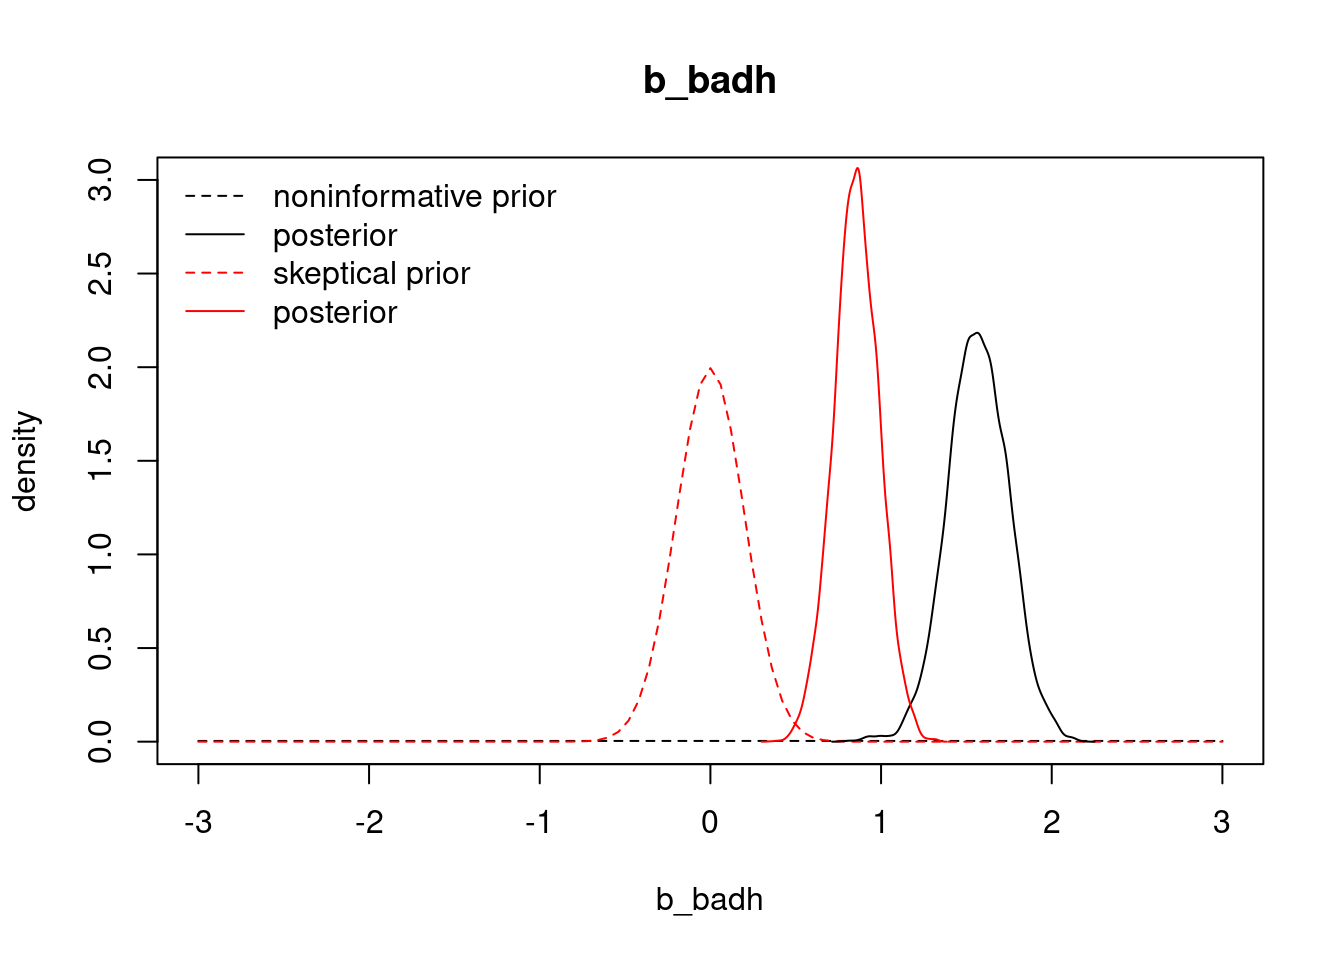 b_badh
noninformative prior
posterior
skeptical prior
posterior
density
3.0
2.5
2.0
1.5
1.0
0.5
0.0
-3 -2 -1 0 1 2 3
b_badh